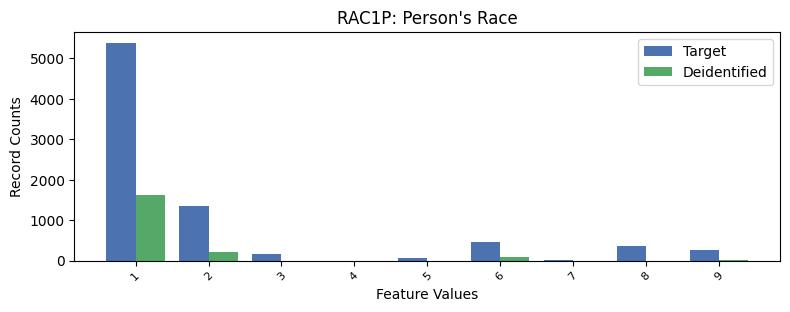 RAC1P: Person's Race
Target
Deidentified
Record Counts
5000
4000
3000
2000
1000
0
1 2 3 4 5 6 7 8 9
Feature Values